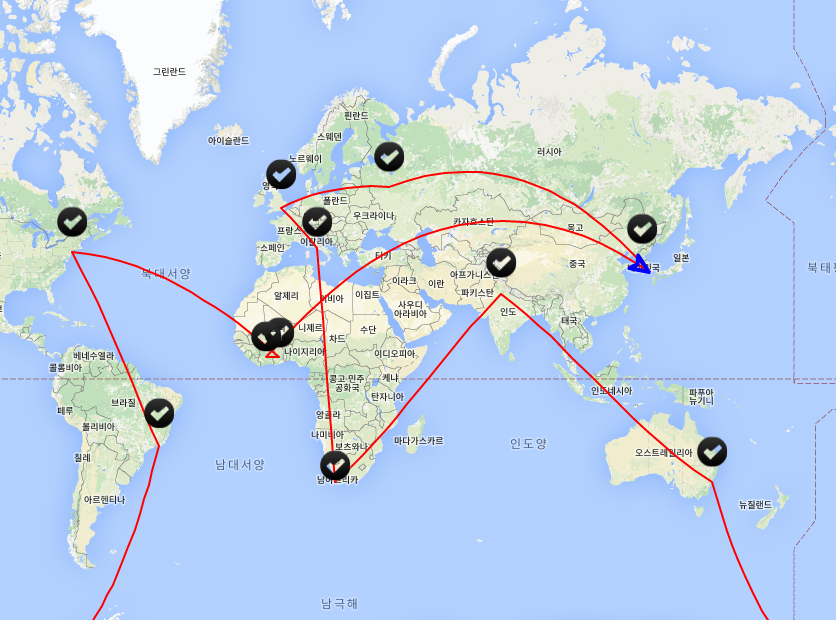 그린란드
핀란드
스웨덴
아이슬란드
노르웨이
러시아
폴란드
우크라이나
카자흐스탄
몽고
스페인
이탈리아
터키
중국
일본
북대서양
북태
아프가니스탄
이란
이라크
알제리
리비아
이집트
사우디
아라비아
파키스탄
인도
니제르
차드
수단
태국
나이지리아
에디오피아
베네수엘라
콜롬비아
콩고 민주
공화국
케냐
탄자니아
인도네시아
파푸아
뉴기니
페루
브라질
볼리비아
앙골라
나미비아
보츠와나
마다가스카르
칠레
남대서양
인도양
오스트레일리아
남아프리카
아르헨티나
뉴질랜드
남극해